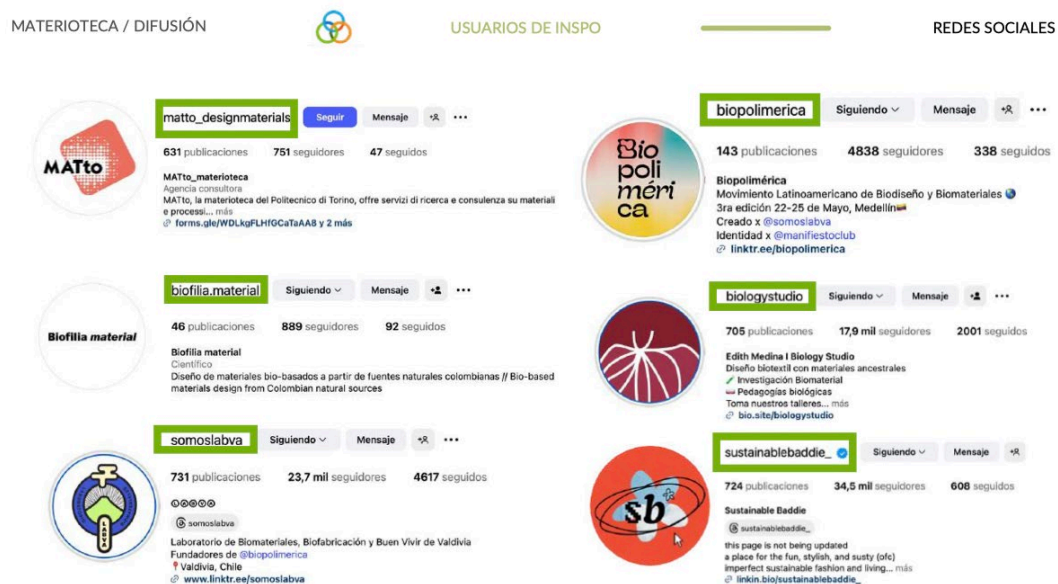 MATERIOTECA / DIFUSIÓN
USUARIOS DE INSPO
REDES SOCIALES
MATto
matto_designmaterials Seguir Mensaje
631 publicaciones 751 seguidores 47 seguidos
MATto_materioteca
Agencia consultora
MATto, la materioteca del Politecnico di Torino, offre servizi di ricerca e consulenza su materiali
e processi... más
forms.gle/WDLkgFLHfGCaTaAA8 y 2 más
Bio
poli
méri
ca
biopolimerica Siguiendo Mensaje
143 publicaciones 4838 seguidores 338 seguidos
Biopolimérica
Movimiento Latinoamericano de Biodiseño y Biomateriales
3ra edición 22-25 de Mayo, Medellín
Creado x @somoslabva
Identidad x @manifiestoclub
linktr.ee/biopolimerica
Biofilia material
biofilia.material Siguiendo Mensaje
46 publicaciones 889 seguidores 92 seguidos
Biofilia material
Científico
Diseño de materiales bio-basados a partir de fuentes naturales colombianas // Bio-based
materials design from Colombian natural sources
biologystudio Siguiendo Mensaje
705 publicaciones 17,9 mil seguidores 2001 seguidos
Edith Medina I Biology Studio
Diseño biotextil con materiales ancestrales
Investigación Biomaterial
Pedagogías biológicas
Toma nuestros talleres... más
bio.site/biologystudio
LABVA
somoslabva Siguiendo Mensaje
731 publicaciones 23,7 mil seguidores 4617 seguidos
somoslabva
Laboratorio de Biomateriales, Biofabricación y Buen Vivir de Valdivia
Fundadores de @biopolimerica
Valdivia, Chile
www.linktr.ee/somoslabva
sb
sustainablebaddie_ Siguiendo Mensaje
724 publicaciones 34,5 mil seguidores 608 seguidos
Sustainable Baddie
sustainablebaddie_
this page is not being updated
a place for the fun, stylish, and susty (ofc)
imperfect sustainable fashion and living... más
linkin.bio/sustainablebaddie_